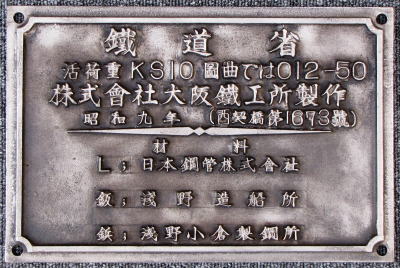 鐵道省
活荷重KS10 圖曲では012-50
株式會社大阪鐵工所製作
昭和九年 (西契橋第1673號)
材料
L；日本鋼管株式會社
鈑；淺野造船所
鋲；淺野小倉製鋼所